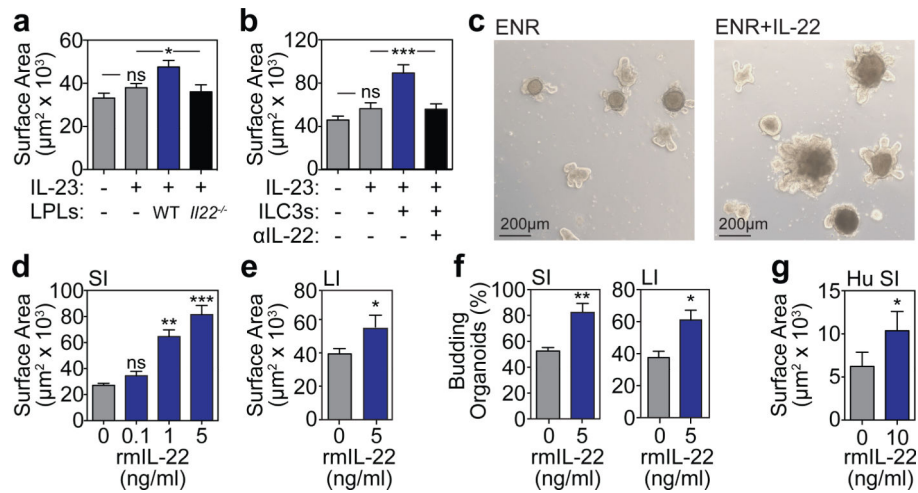 a
Surface Area
(µm² x 10³)
60
40
20
0
ns
*
IL-23: - + + +
LPLs: - - WT Il22-/-
b
Surface Area
(µm² x 10³)
120
80
40
0
ns
***
IL-23: - + + +
ILC3s: - - + +
αIL-22: - - - +
c
ENR
200µm
ENR+IL-22
200µm
d
SI
Surface Area
(µm² x 10³)
100
80
60
40
20
0
ns
**
***
0 0.1 1 5
rmIL-22
(ng/ml)
e
LI
Surface Area
(µm² x 10³)
80
60
40
20
0
*
0 5
rmIL-22
(ng/ml)
f
Budding
Organoids (%)
SI
100
80
60
40
20
0
**
0 5
rmIL-22
(ng/ml)
LI
80
60
40
20
0
*
0 5
rmIL-22
(ng/ml)
g
Hu SI
Surface Area
(µm² x 10³)
15
10
5
0
*
0 10
rmIL-22
(ng/ml)